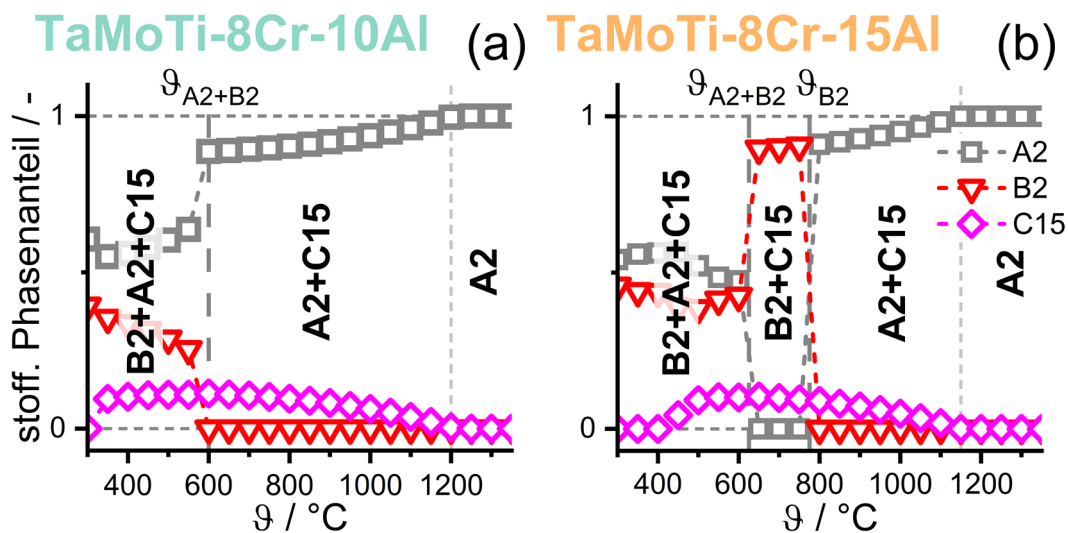 TaMoTi-8Cr-10Al (a)
TaMoTi-8Cr-15Al (b)
stoff. Phasenanteil / -
1
0
ϑA2+B2
B2+A2+C15
A2+C15
A2
400 600 800 1000 1200
ϑ / °C
1
0
ϑA2+B2 ϑB2
B2+A2+C15
B2+C15
A2+C15
A2
A2
B2
C15
400 600 800 1000 1200
ϑ / °C